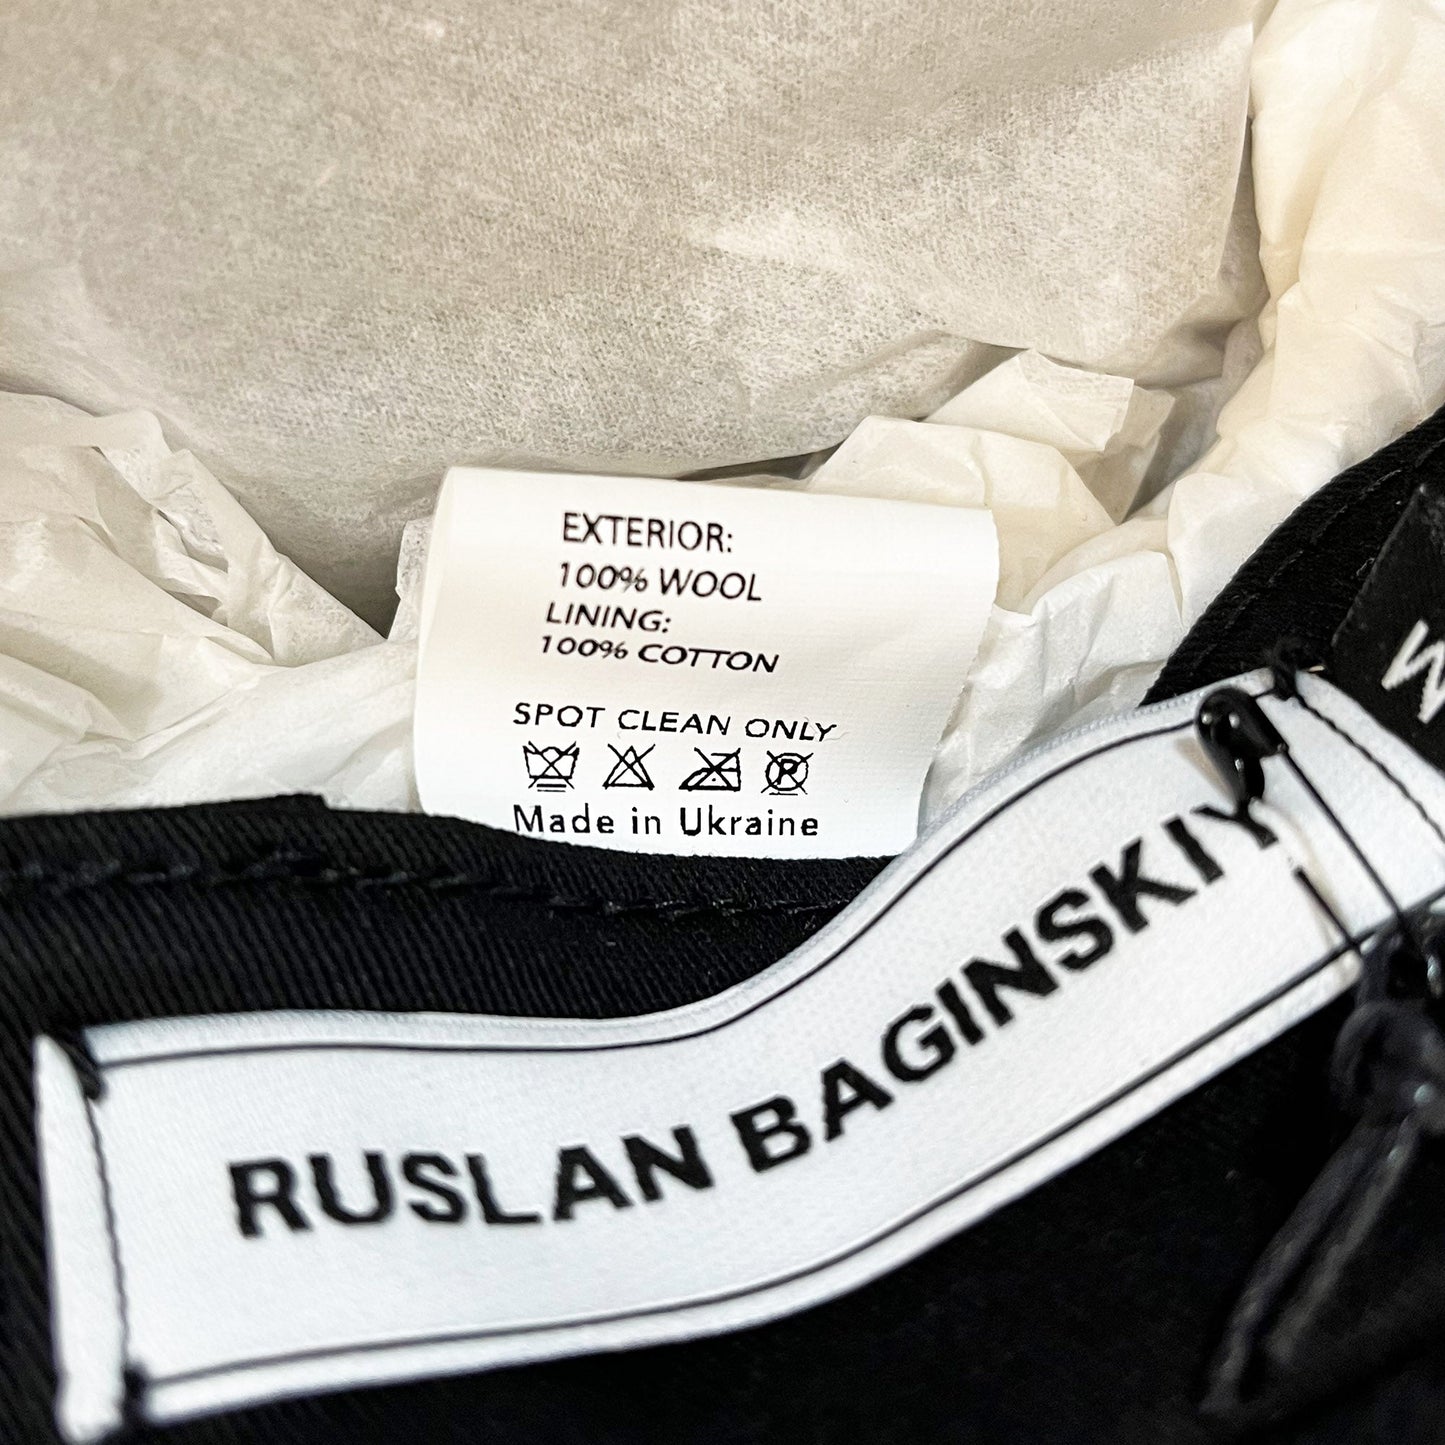 EXTERIOR:
100% WOOL
LINING:
100% COTTON
SPOT CLEAN ONLY
Made in Ukraine
RUSLAN BAGINSKIY